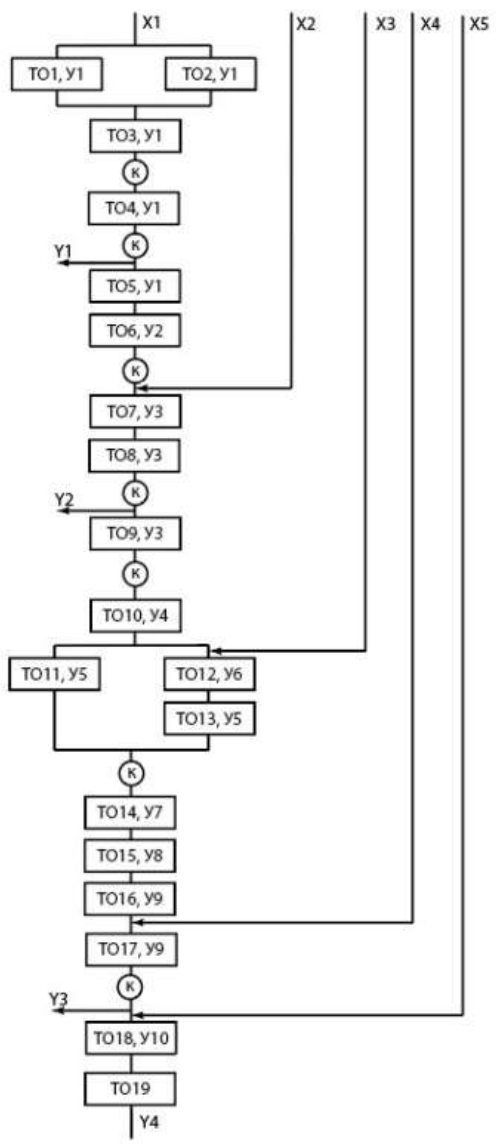 X1 X2 X3 X4 X5
ТО1, У1 ТО2, У1
ТО3, У1
К
ТО4, У1
К
Y1
ТО5, У1
ТО6, У2
К
ТО7, У3
ТО8, У3
К
Y2
ТО9, У3
К
ТО10, У4
ТО11, У5 ТО12, У6
ТО13, У5
К
ТО14, У7
ТО15, У8
ТО16, У9
ТО17, У9
К
Y3
ТО18, У10
ТО19
Y4